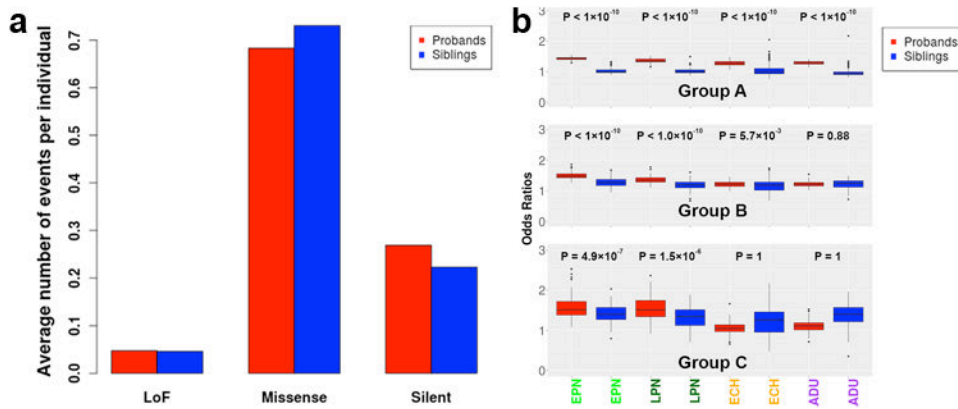 a
Average number of events per individual
0.7
0.6
0.5
0.4
0.3
0.2
0.1
0.0
Probands
Siblings
LoF
Missense
Silent
b
Odds Ratios
P < 1×10⁻¹⁰ P < 1×10⁻¹⁰ P < 1×10⁻¹⁰ P < 1×10⁻¹⁰
3
2
1
0
Group A
Probands
Siblings
P < 1×10⁻¹⁰ P < 1.0×10⁻¹⁰ P = 5.7×10⁻³ P = 0.88
3
2
1
0
Group B
P = 4.9×10⁻⁷ P = 1.5×10⁻⁶ P = 1 P = 1
3
2
1
0
Group C
EPN EPN LPN LPN ECH ECH ADU ADU